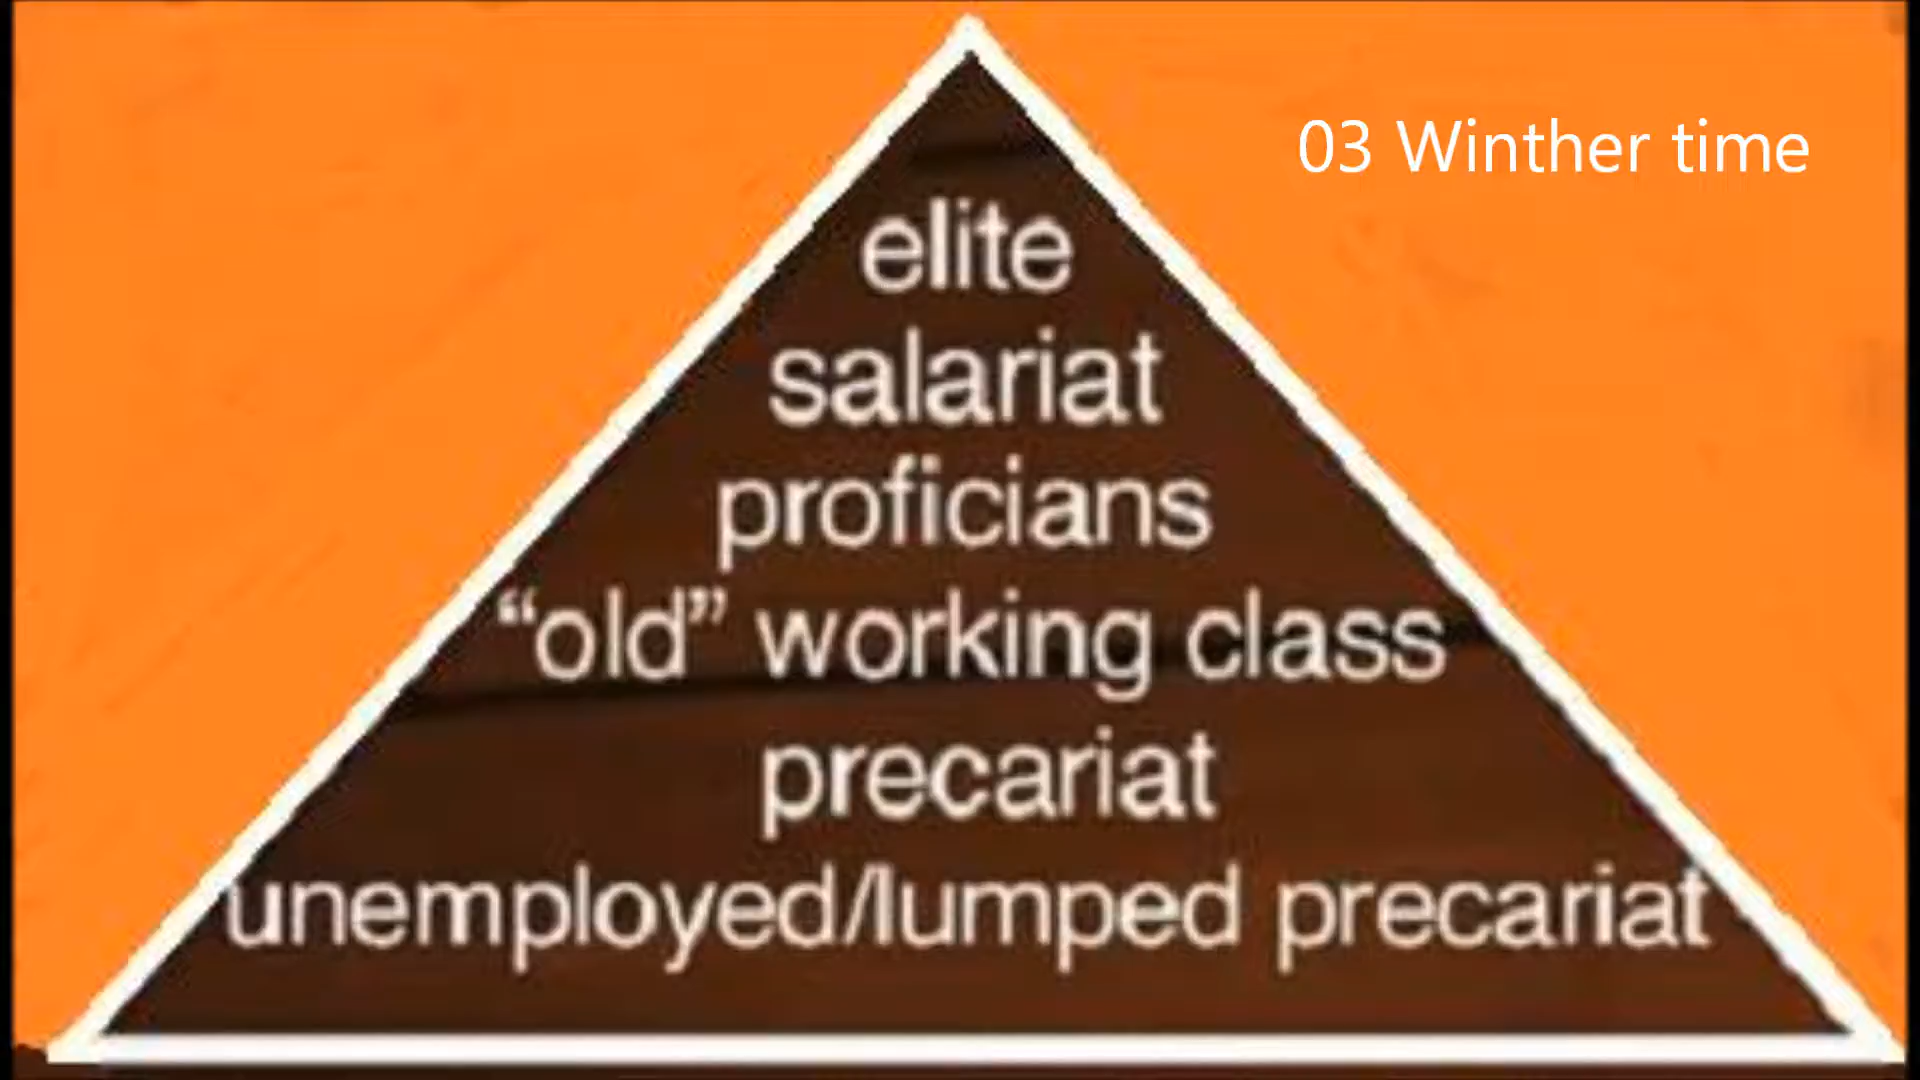 03 Winther time
elite
salariat
proficians
“old” working class
precariat
unemployed/lumped precariat